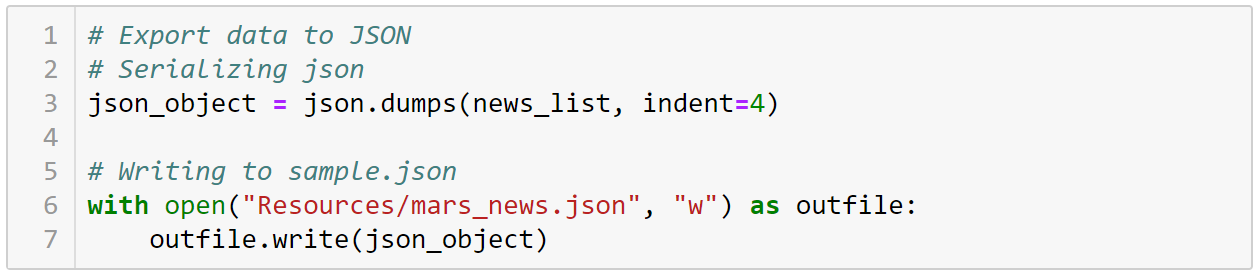 1 # Export data to JSON
2 # Serializing json
3 json_object = json.dumps(news_list, indent=4)
4
5 # Writing to sample.json
6 with open("Resources/mars_news.json", "w") as outfile:
7     outfile.write(json_object)